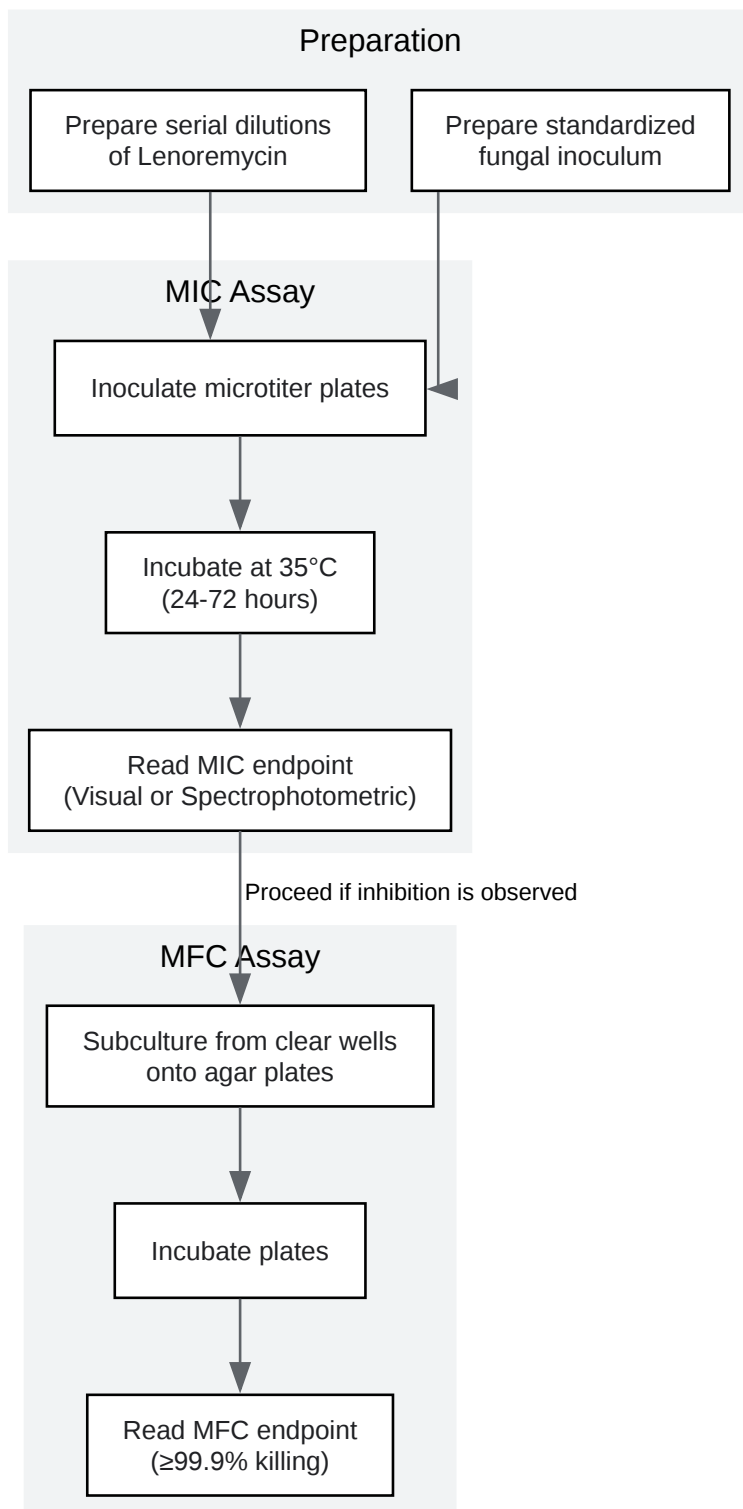 Preparation
Prepare serial dilutions
of Lenoremycin
Prepare standardized
fungal inoculum
MIC Assay
Inoculate microtiter plates
Incubate at 35°C
(24-72 hours)
Read MIC endpoint
(Visual or Spectrophotometric)
Proceed if inhibition is observed
MFC Assay
Subculture from clear wells
onto agar plates
Incubate plates
Read MFC endpoint
(≥99.9% killing)